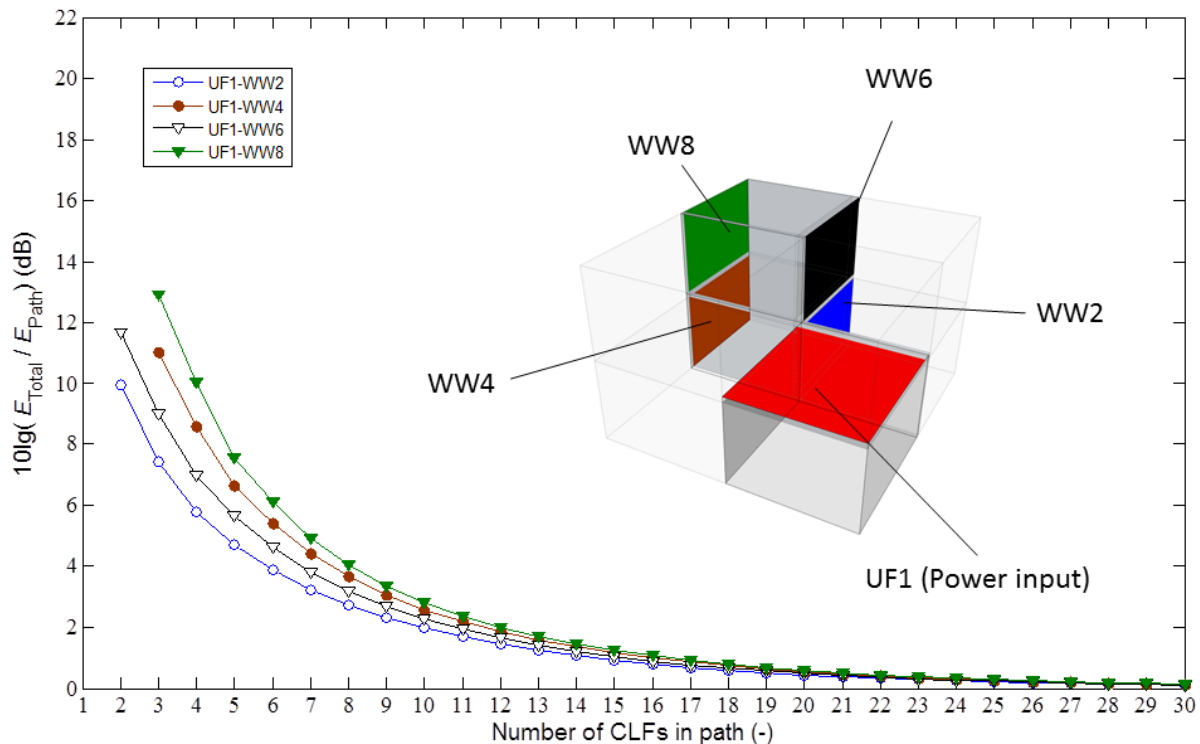 22
20
18
16
14
12
10
8
6
4
2
0
10lg( E_Total / E_Path) (dB)
UF1-WW2
UF1-WW4
UF1-WW6
UF1-WW8
WW6
WW8
WW2
WW4
UF1 (Power input)
1 2 3 4 5 6 7 8 9 10 11 12 13 14 15 16 17 18 19 20 21 22 23 24 25 26 27 28 29 30
Number of CLFs in path (-)